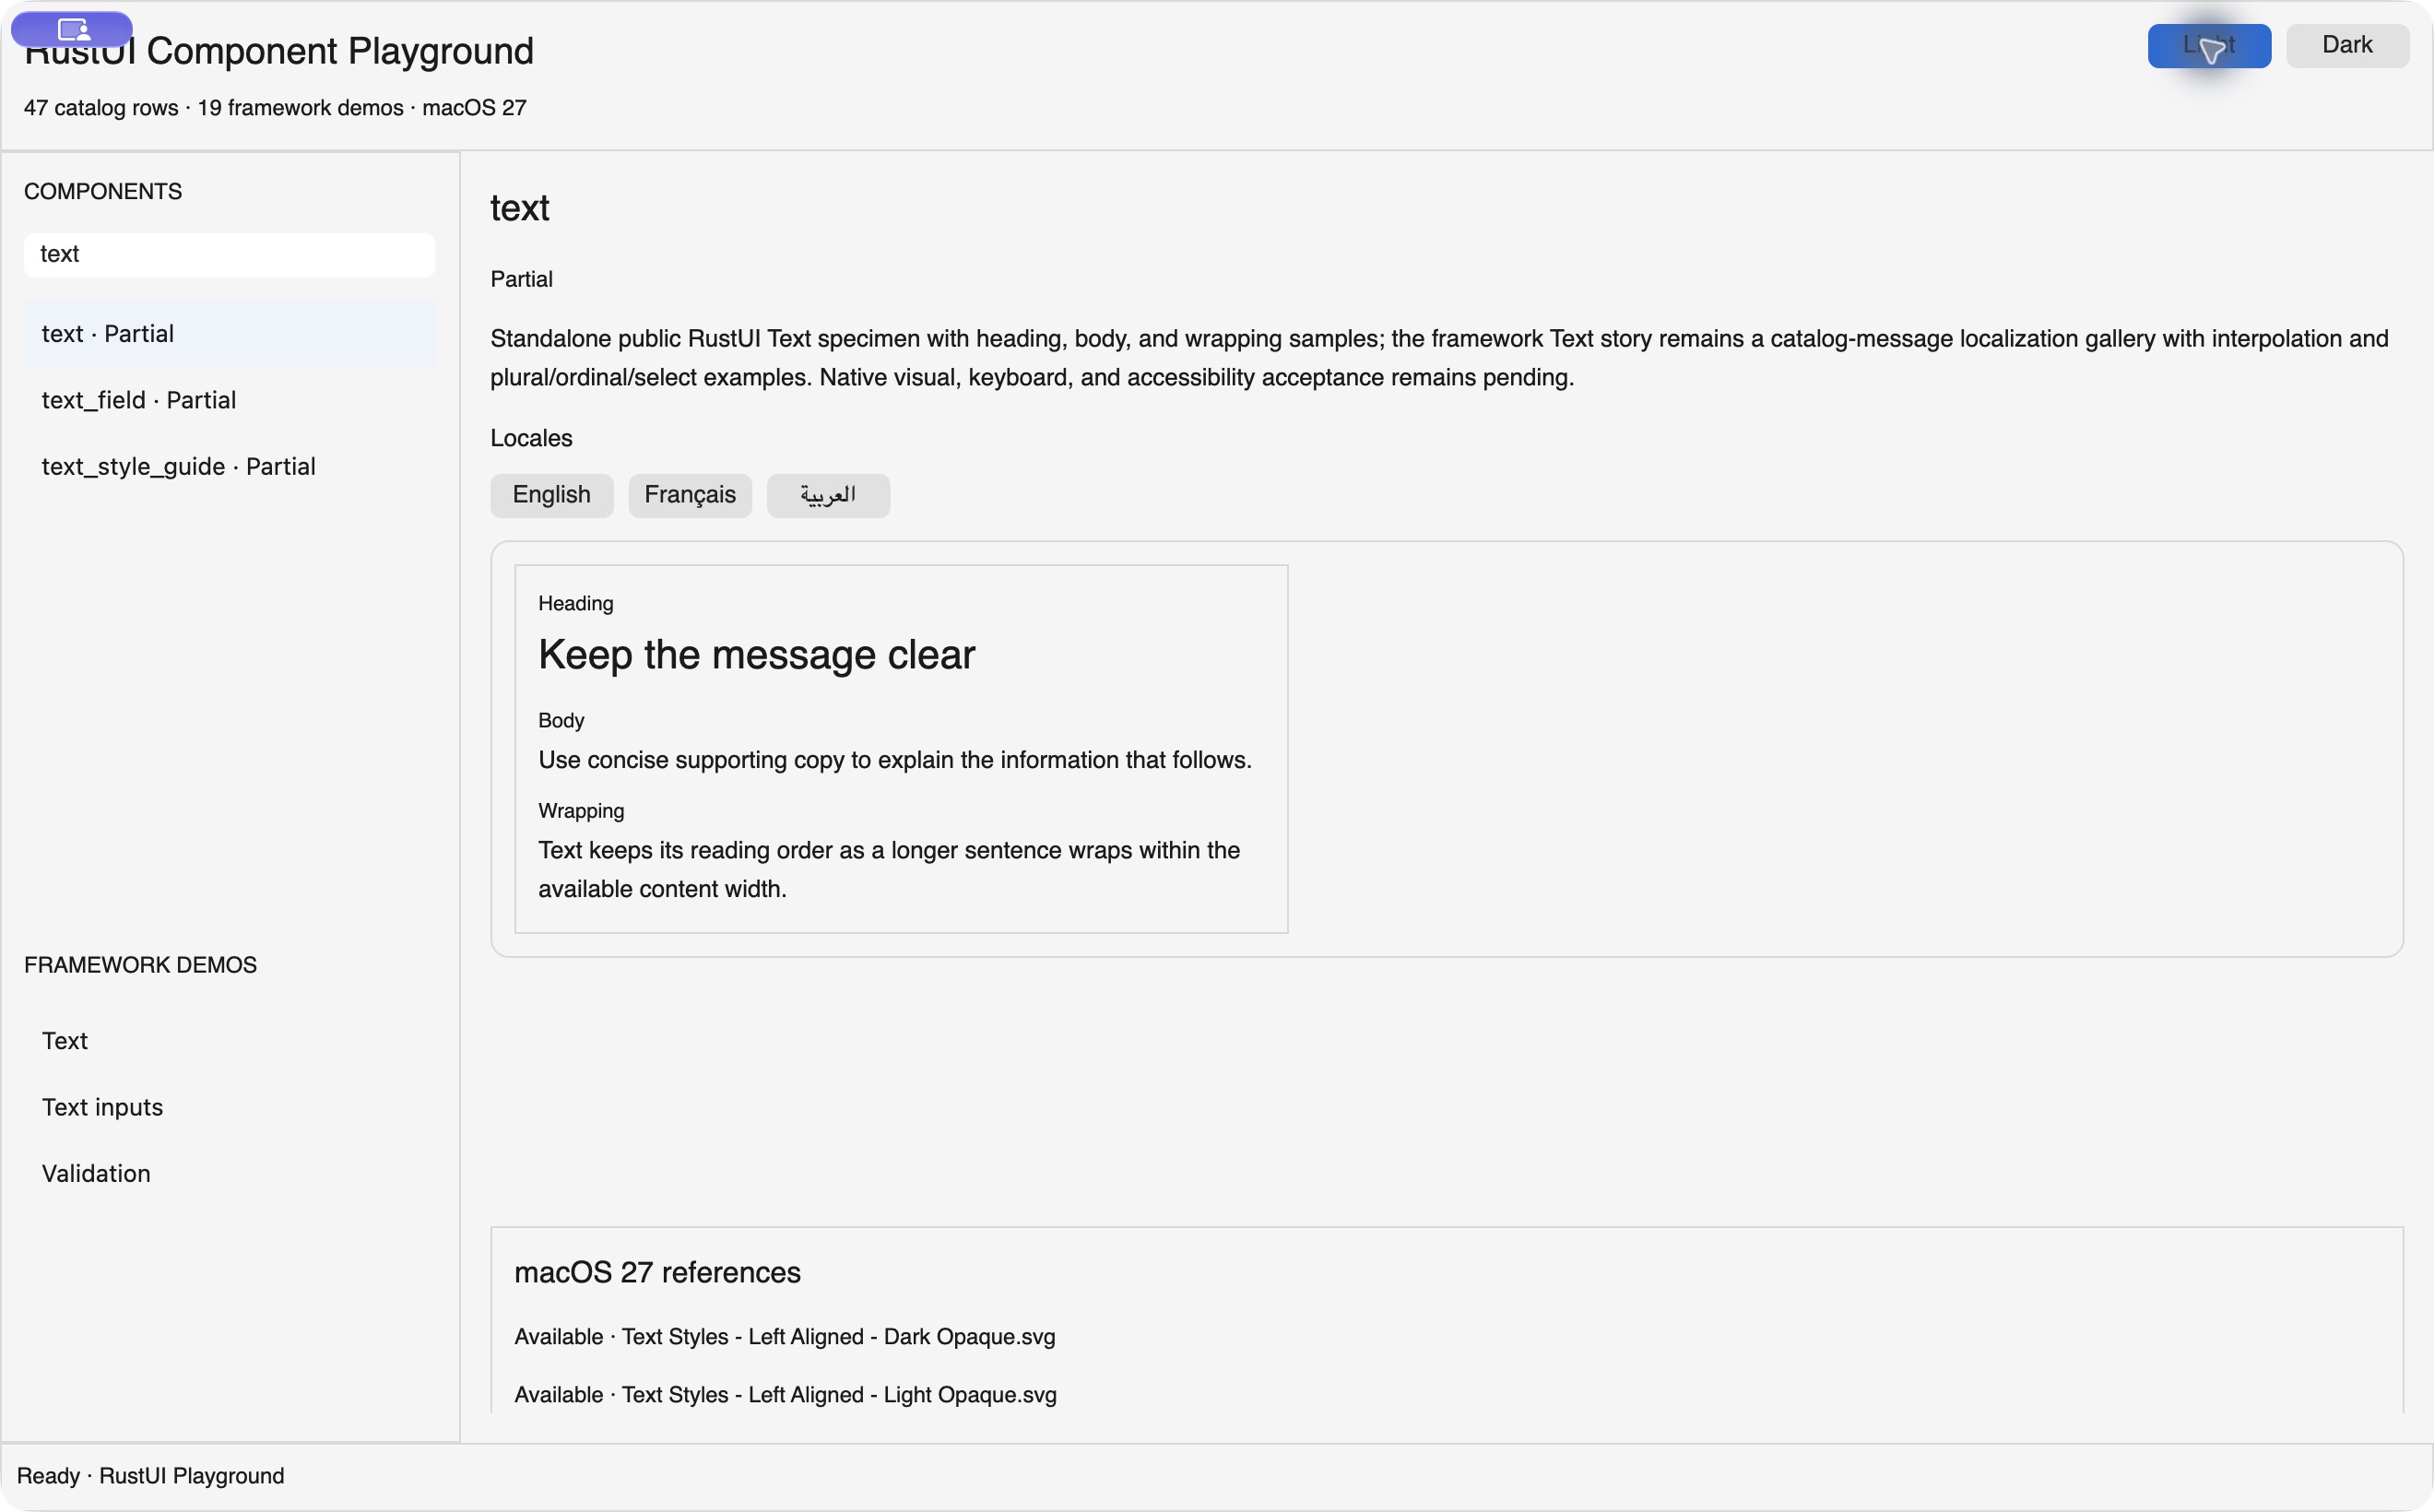 RustUI Component Playground
47 catalog rows · 19 framework demos · macOS 27
Light
Dark
COMPONENTS
text
text · Partial
text_field · Partial
text_style_guide · Partial
FRAMEWORK DEMOS
Text
Text inputs
Validation
text
Partial
Standalone public RustUI Text specimen with heading, body, and wrapping samples; the framework Text story remains a catalog-message localization gallery with interpolation and
plural/ordinal/select examples. Native visual, keyboard, and accessibility acceptance remains pending.
Locales
English
Français
العربية
Heading
Keep the message clear
Body
Use concise supporting copy to explain the information that follows.
Wrapping
Text keeps its reading order as a longer sentence wraps within the
available content width.
macOS 27 references
Available · Text Styles - Left Aligned - Dark Opaque.svg
Available · Text Styles - Left Aligned - Light Opaque.svg
Ready · RustUI Playground